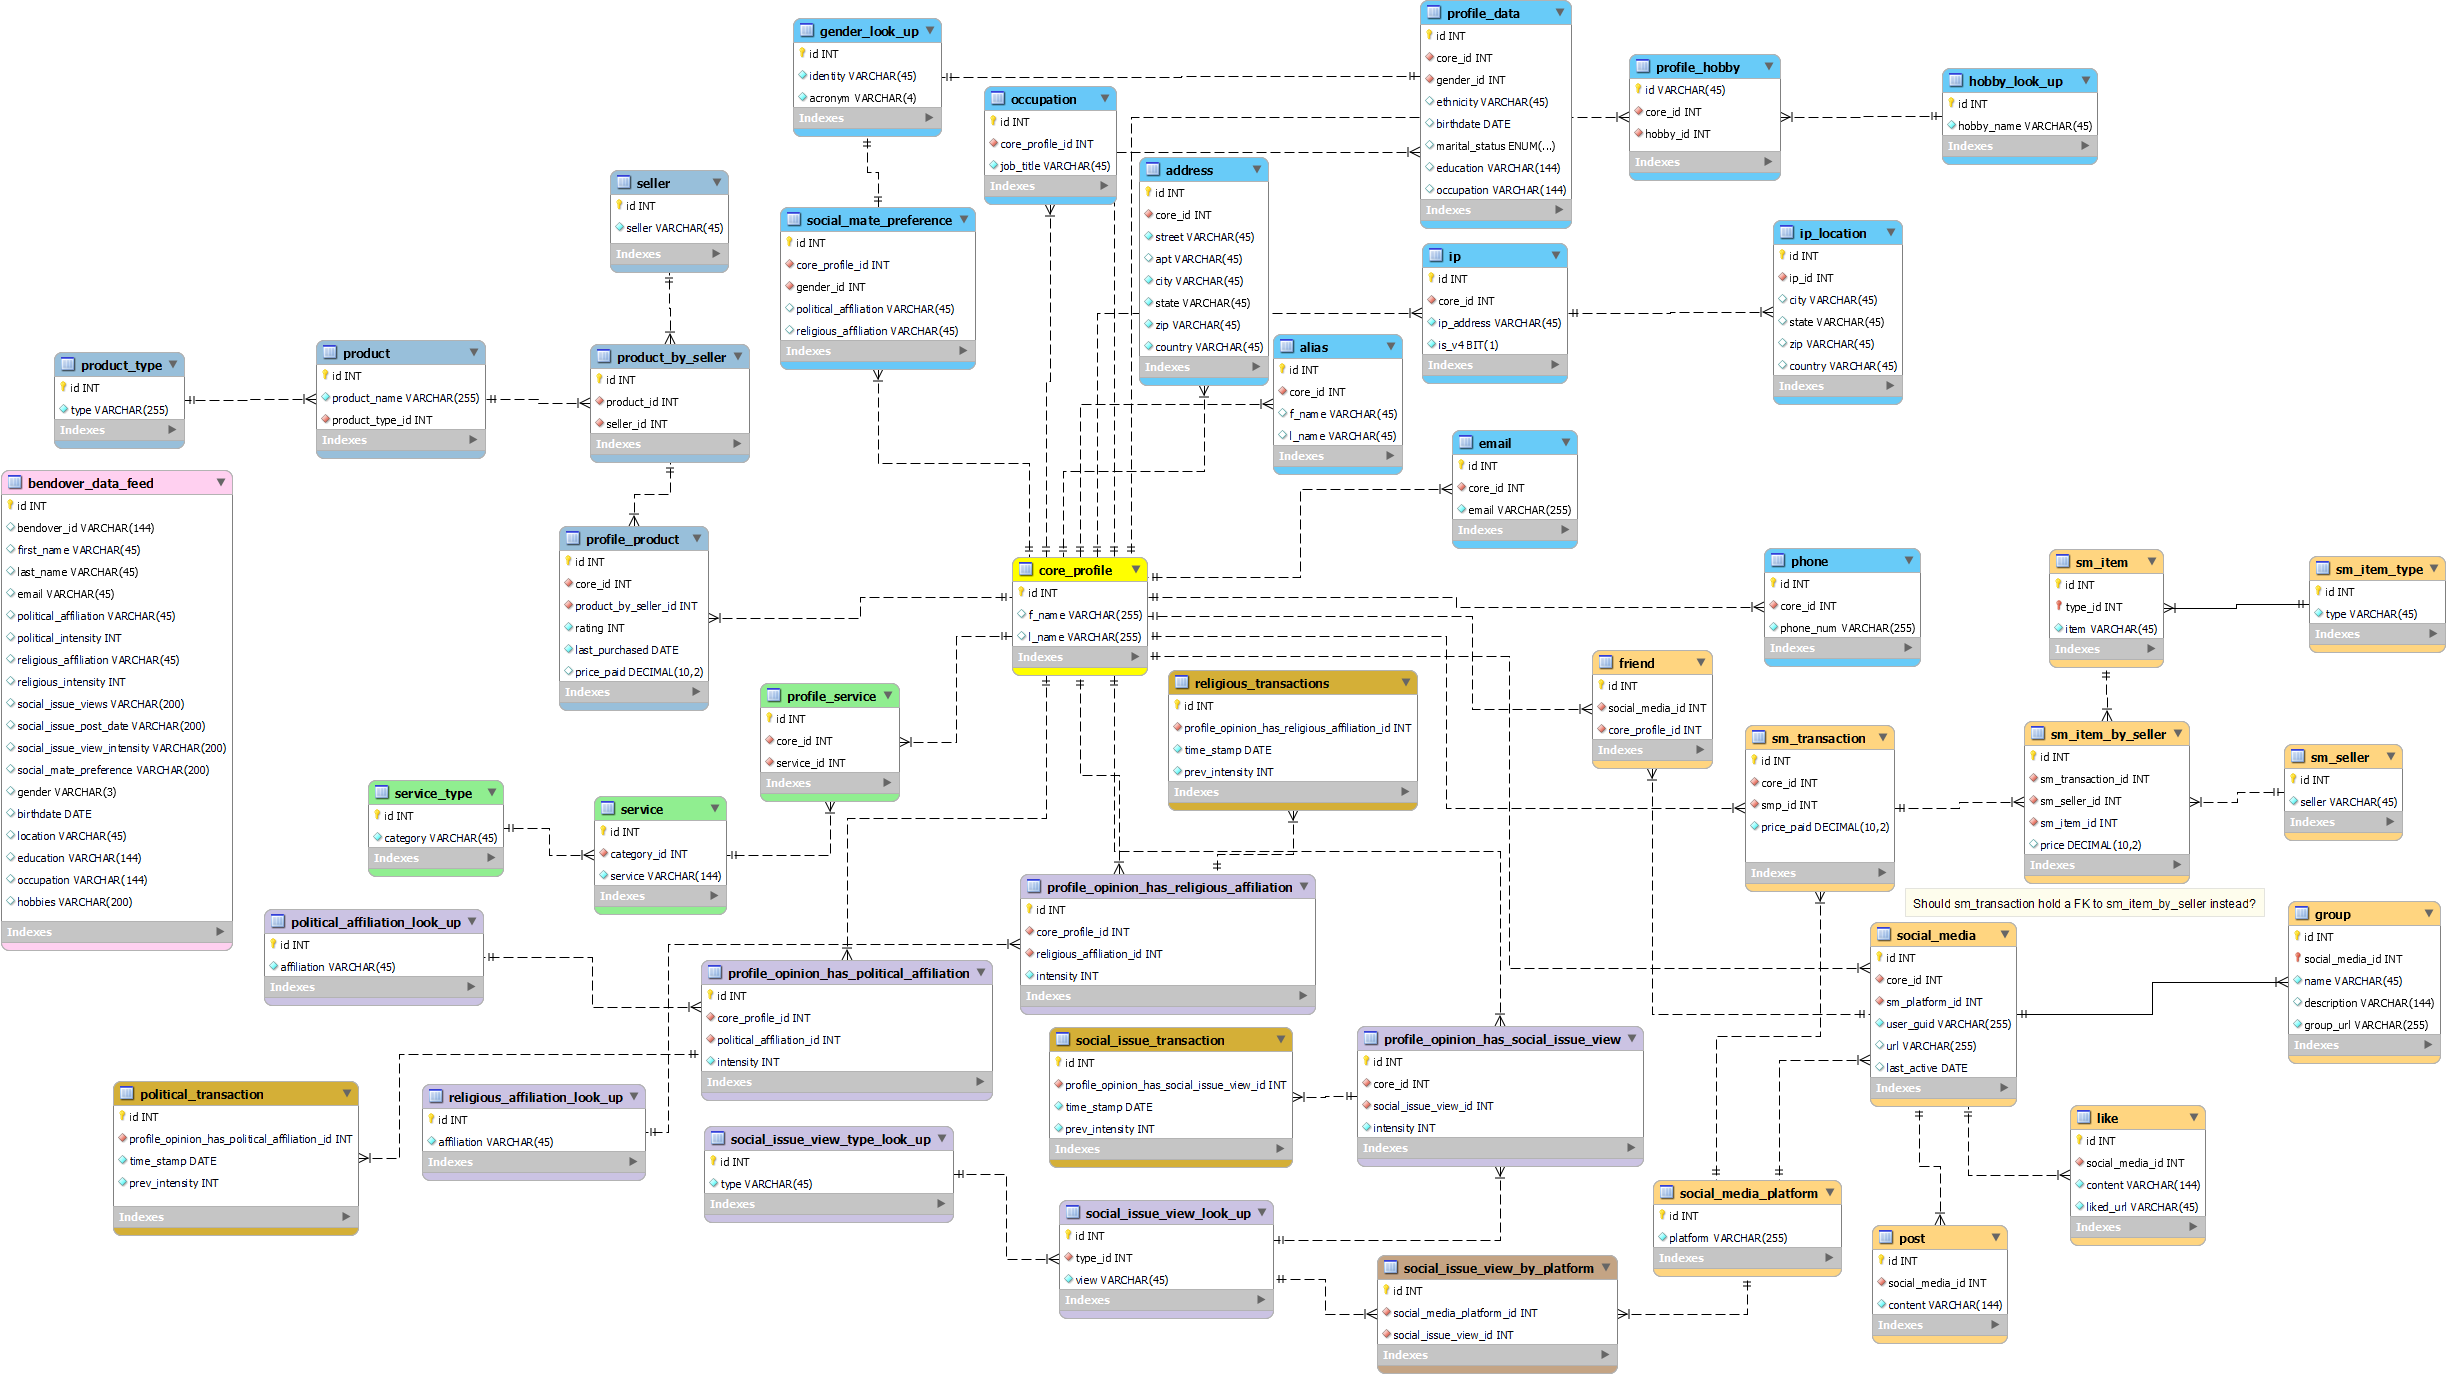 gender_look_up
id INT
identity VARCHAR(45)
acronym VARCHAR(4)
Indexes
occupation
id INT
core_profile_id INT
job_title VARCHAR(45)
Indexes
profile_data
id INT
core_id INT
gender_id INT
ethnicity VARCHAR(45)
birthdate DATE
marital_status ENUM(...)
education VARCHAR(144)
occupation VARCHAR(144)
Indexes
profile_hobby
id VARCHAR(45)
core_id INT
hobby_id INT
Indexes
hobby_look_up
id INT
hobby_name VARCHAR(45)
Indexes
seller
id INT
seller VARCHAR(45)
Indexes
social_mate_preference
id INT
core_profile_id INT
gender_id INT
political_affiliation VARCHAR(45)
religious_affiliation VARCHAR(45)
Indexes
address
id INT
core_id INT
street VARCHAR(45)
apt VARCHAR(45)
city VARCHAR(45)
state VARCHAR(45)
zip VARCHAR(45)
country VARCHAR(45)
Indexes
ip
id INT
core_id INT
ip_address VARCHAR(45)
is_v4 BIT(1)
Indexes
ip_location
id INT
ip_id INT
city VARCHAR(45)
state VARCHAR(45)
zip VARCHAR(45)
country VARCHAR(45)
Indexes
product_type
id INT
type VARCHAR(255)
Indexes
product
id INT
product_name VARCHAR(255)
product_type_id INT
Indexes
product_by_seller
id INT
product_id INT
seller_id INT
Indexes
alias
id INT
core_id INT
f_name VARCHAR(45)
l_name VARCHAR(45)
Indexes
email
id INT
core_id INT
email VARCHAR(255)
Indexes
bendover_data_feed
id INT
bendover_id VARCHAR(144)
first_name VARCHAR(45)
last_name VARCHAR(45)
email VARCHAR(45)
political_affiliation VARCHAR(45)
political_intensity INT
religious_affiliation VARCHAR(45)
religious_intensity INT
social_issue_views VARCHAR(200)
social_issue_post_date VARCHAR(200)
social_issue_view_intensity VARCHAR(200)
social_mate_preference VARCHAR(200)
gender VARCHAR(3)
birthdate DATE
location VARCHAR(45)
education VARCHAR(144)
occupation VARCHAR(144)
hobbies VARCHAR(200)
Indexes
profile_product
id INT
core_id INT
product_by_seller_id INT
rating INT
last_purchased DATE
price_paid DECIMAL(10,2)
Indexes
core_profile
id INT
f_name VARCHAR(255)
l_name VARCHAR(255)
Indexes
phone
id INT
core_id INT
phone_num VARCHAR(255)
Indexes
sm_item
id INT
type_id INT
item VARCHAR(45)
Indexes
sm_item_type
id INT
type VARCHAR(45)
Indexes
friend
id INT
social_media_id INT
core_profile_id INT
Indexes
religious_transactions
id INT
profile_opinion_has_religious_affiliation_id INT
time_stamp DATE
prev_intensity INT
Indexes
profile_service
id INT
core_id INT
service_id INT
Indexes
sm_transaction
id INT
core_id INT
smp_id INT
price_paid DECIMAL(10,2)
Indexes
sm_item_by_seller
id INT
sm_transaction_id INT
sm_seller_id INT
sm_item_id INT
price DECIMAL(10,2)
Indexes
sm_seller
id INT
seller VARCHAR(45)
Indexes
service_type
id INT
category VARCHAR(45)
Indexes
service
id INT
category_id INT
service VARCHAR(144)
Indexes
Should sm_transaction hold a FK to sm_item_by_seller instead?
profile_opinion_has_religious_affiliation
id INT
core_profile_id INT
religious_affiliation_id INT
intensity INT
Indexes
political_affiliation_look_up
id INT
affiliation VARCHAR(45)
Indexes
profile_opinion_has_political_affiliation
id INT
core_profile_id INT
political_affiliation_id INT
intensity INT
Indexes
social_media
id INT
core_id INT
sm_platform_id INT
user_guid VARCHAR(255)
url VARCHAR(255)
last_active DATE
Indexes
group
id INT
social_media_id INT
name VARCHAR(45)
description VARCHAR(144)
group_url VARCHAR(255)
Indexes
social_issue_transaction
id INT
profile_opinion_has_social_issue_view_id INT
time_stamp DATE
prev_intensity INT
Indexes
profile_opinion_has_social_issue_view
id INT
core_id INT
social_issue_view_id INT
intensity INT
Indexes
political_transaction
id INT
profile_opinion_has_political_affiliation_id INT
time_stamp DATE
prev_intensity INT
Indexes
religious_affiliation_look_up
id INT
affiliation VARCHAR(45)
Indexes
social_issue_view_type_look_up
id INT
type VARCHAR(45)
Indexes
like
id INT
social_media_id INT
content VARCHAR(144)
liked_url VARCHAR(45)
Indexes
social_media_platform
id INT
platform VARCHAR(255)
Indexes
social_issue_view_look_up
id INT
type_id INT
view VARCHAR(45)
Indexes
post
id INT
social_media_id INT
content VARCHAR(144)
Indexes
social_issue_view_by_platform
id INT
social_media_platform_id INT
social_issue_view_id INT
Indexes